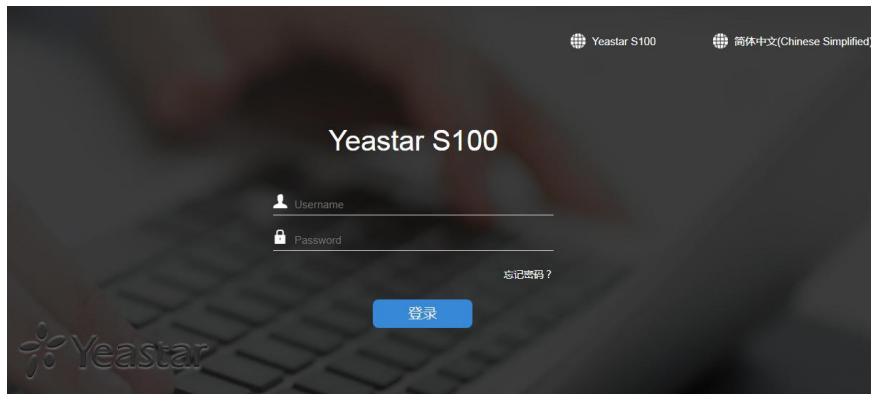 Yeastar S100
简体中文(Chinese Simplified)
Yeastar S100
Username
Password
忘记密码？
登录
Yeastar